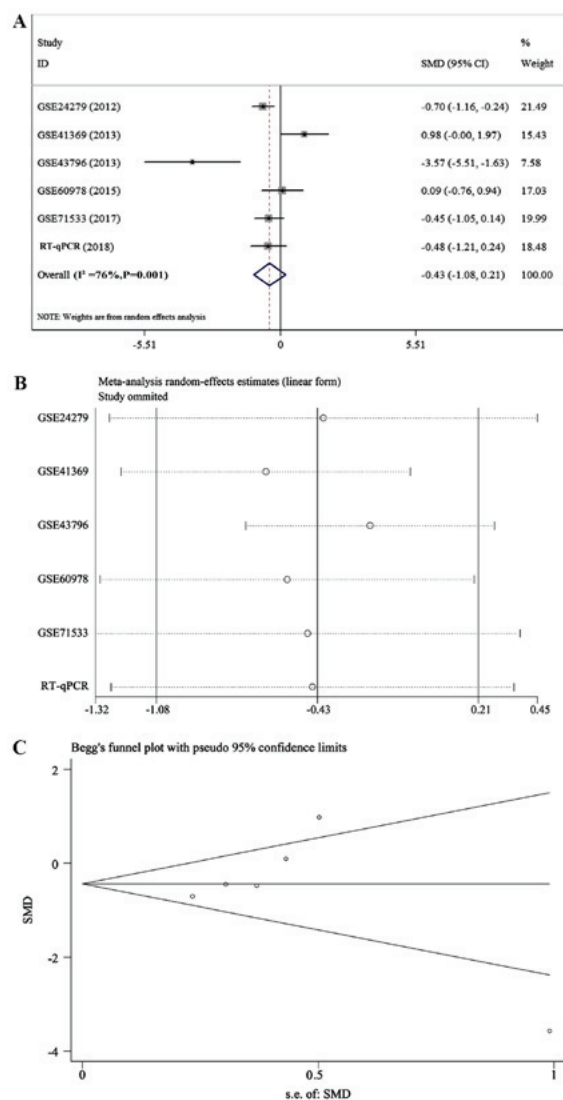 A
Study %
ID SMD (95% CI) Weight
GSE24279 (2012) -0.70 (-1.16, -0.24) 21.49
GSE41369 (2013) 0.98 (-0.00, 1.97) 15.43
GSE43796 (2013) -3.57 (-5.51, -1.63) 7.58
GSE60978 (2015) 0.09 (-0.76, 0.94) 17.03
GSE71533 (2017) -0.45 (-1.05, 0.14) 19.99
RT-qPCR (2018) -0.48 (-1.21, 0.24) 18.48
Overall (I² =76%,P=0.001) -0.43 (-1.08, 0.21) 100.00
NOTE: Weights are from random effects analysis
-5.51 0 5.51
B
Meta-analysis random-effects estimates (linear form)
Study ommited
GSE24279
GSE41369
GSE43796
GSE60978
GSE71533
RT-qPCR
-1.32 -1.08 -0.43 0.21 0.45
C
Begg's funnel plot with pseudo 95% confidence limits
2
0
SMD
-2
-4
0 0.5 1
s.e. of: SMD